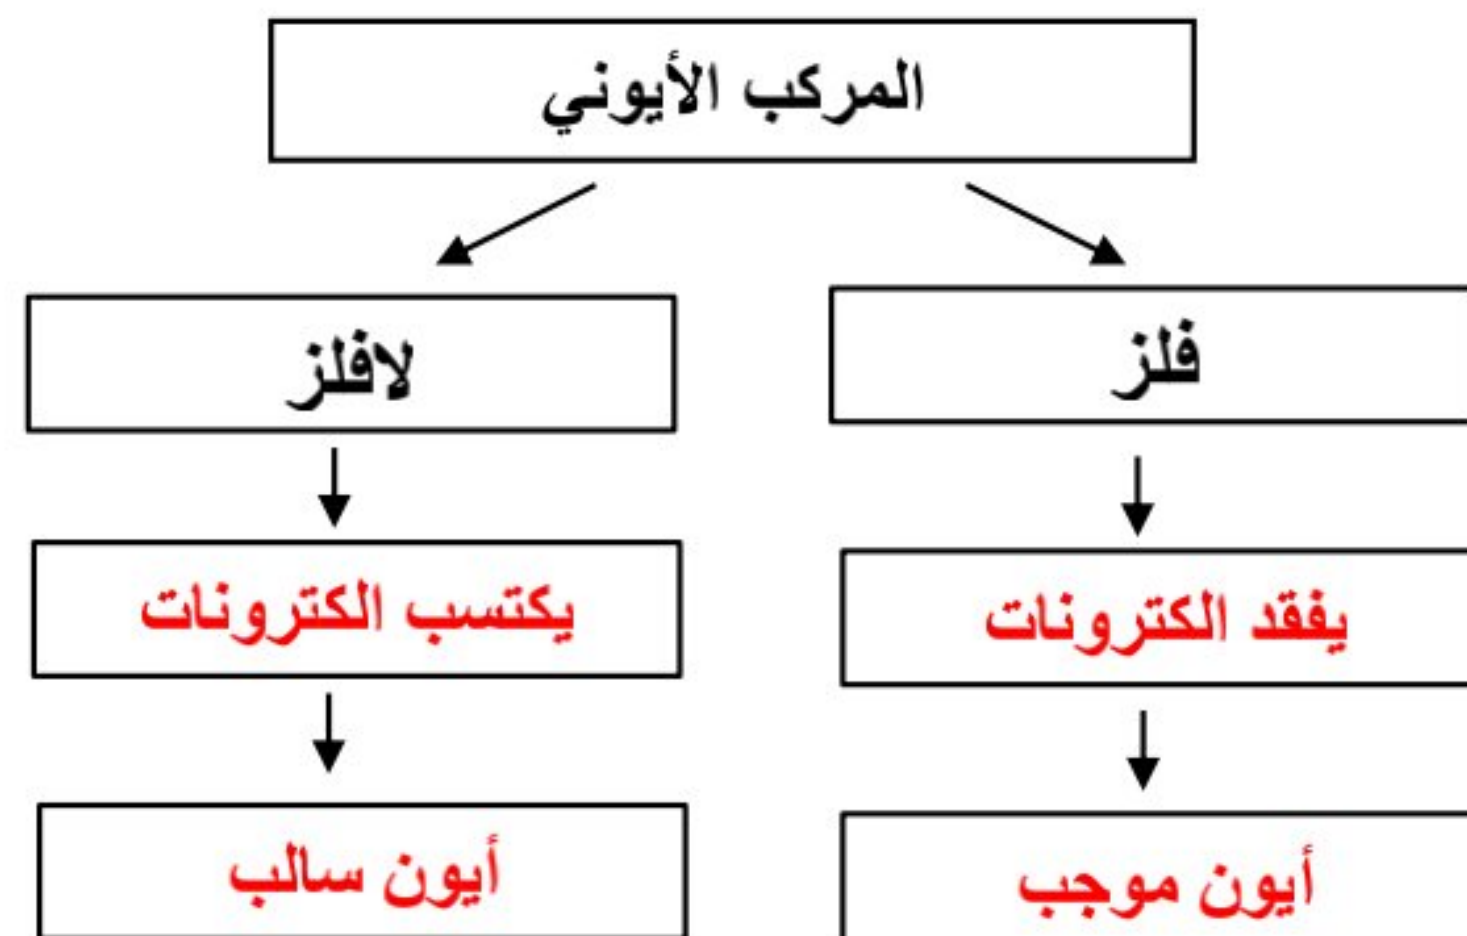 المركب الأيوني
فلز
لافلز
يفقد الكترونات
يكتسب الكترونات
أيون موجب
أيون سالب